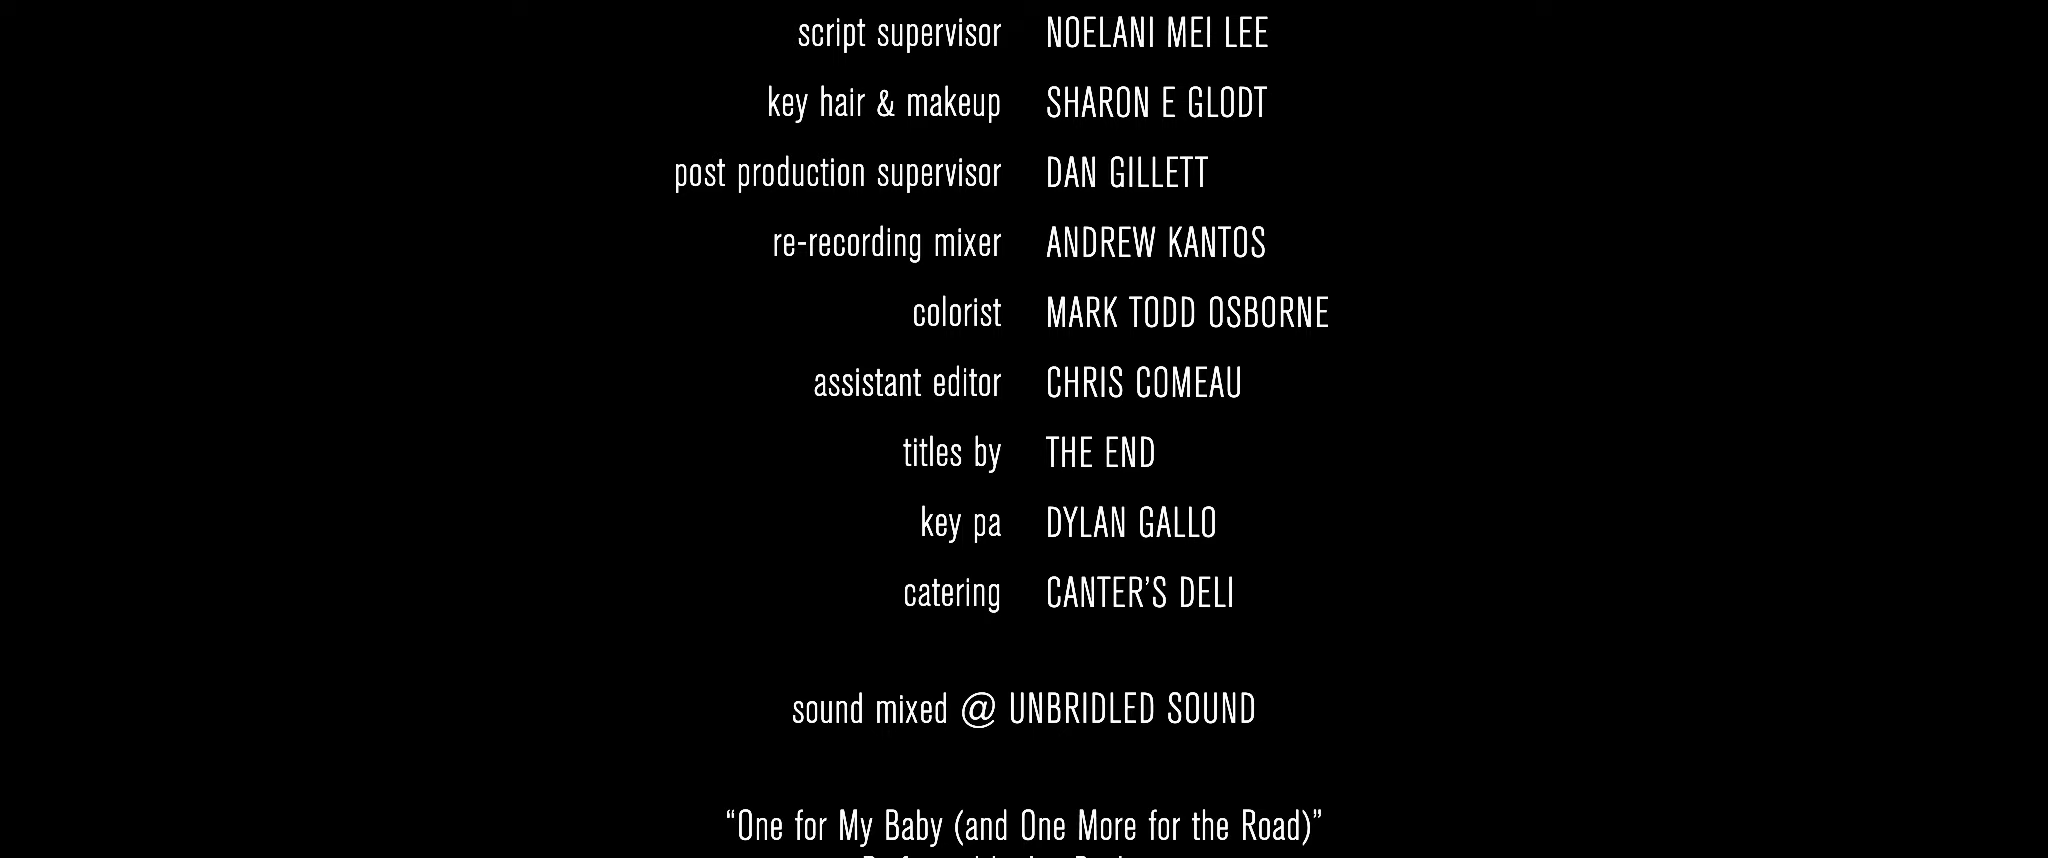 script supervisor NOELANI MEI LEE
key hair & makeup SHARON E GLODT
post production supervisor DAN GILLETT
re-recording mixer ANDREW KANTOS
colorist MARK TODD OSBORNE
assistant editor CHRIS COMEAU
titles by THE END
key pa DYLAN GALLO
catering CANTER’S DELI
sound mixed @ UNBRIDLED SOUND
“One for My Baby (and One More for the Road)”